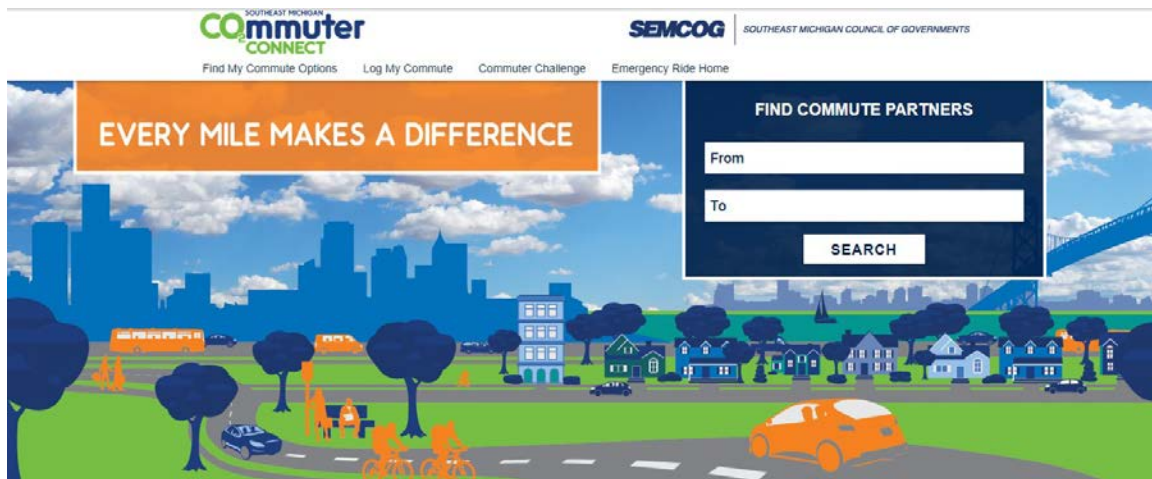 SOUTHEAST MICHIGAN
CO2mmuter
CONNECT
SEMCOG
SOUTHEAST MICHIGAN COUNCIL OF GOVERNMENTS
Find My Commute Options
Log My Commute
Commuter Challenge
Emergency Ride Home
EVERY MILE MAKES A DIFFERENCE
FIND COMMUTE PARTNERS
From
To
SEARCH